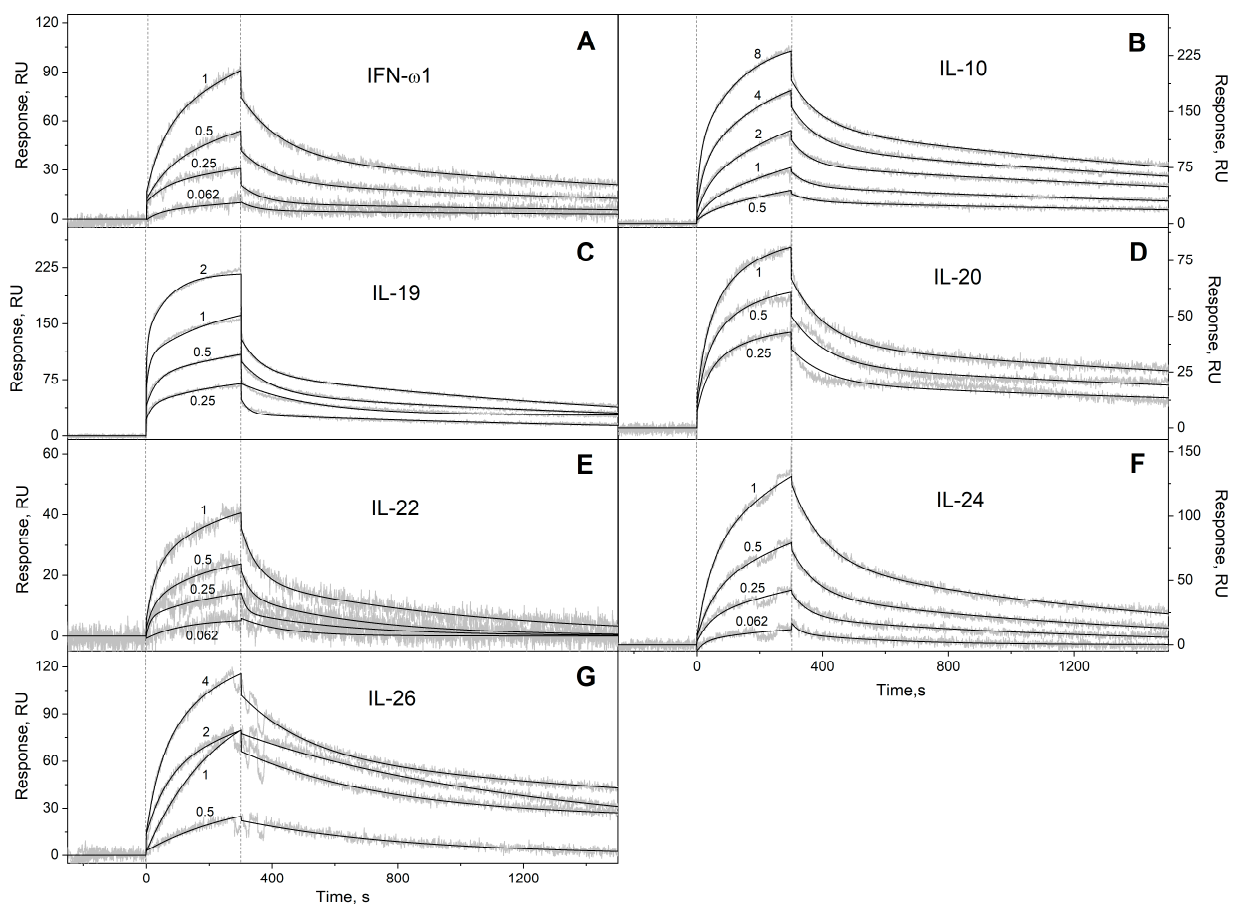 120
90
60
30
0
Response, RU
A
IFN-ω1
1
0.5
0.25
0.062
B
IL-10
8
4
2
1
0.5
225
150
75
0
Response, RU
225
150
75
0
Response, RU
C
IL-19
2
1
0.5
0.25
D
IL-20
1
0.5
0.25
75
50
25
0
Response, RU
60
40
20
0
Response, RU
E
IL-22
1
0.5
0.25
0.062
F
IL-24
1
0.5
0.25
0.062
150
100
50
0
Response, RU
0 400 800 1200
Time,s
120
90
60
30
0
Response, RU
G
IL-26
4
2
1
0.5
0 400 800 1200
Time, s